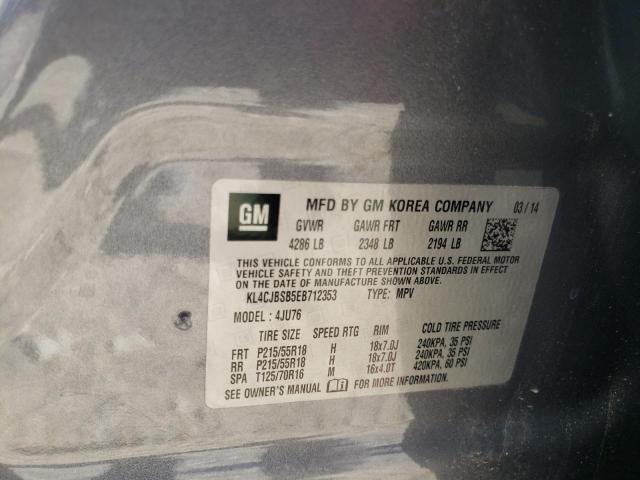 GM MFD BY GM KOREA COMPANY 03/14
GVWR GAWR FRT GAWR RR
4286 LB 2348 LB 2194 LB
THIS VEHICLE CONFORMS TO ALL APPLICABLE U.S. FEDERAL MOTOR
VEHICLE SAFETY AND THEFT PREVENTION STANDARDS IN EFFECT ON
THE DATE OF MANUFACTURE SHOWN ABOVE.
KL4CJBSB5EB712353 TYPE: MPV
MODEL : 4JU76
TIRE SIZE SPEED RTG RIM COLD TIRE PRESSURE
FRT P215/55R18 H 18x7.0J 240KPA, 35 PSI
RR P215/55R18 H 18x7.0J 240KPA, 35 PSI
SPA T125/70R16 M 16x4.0T 420KPA, 60 PSI
SEE OWNER'S MANUAL FOR MORE INFORMATION.